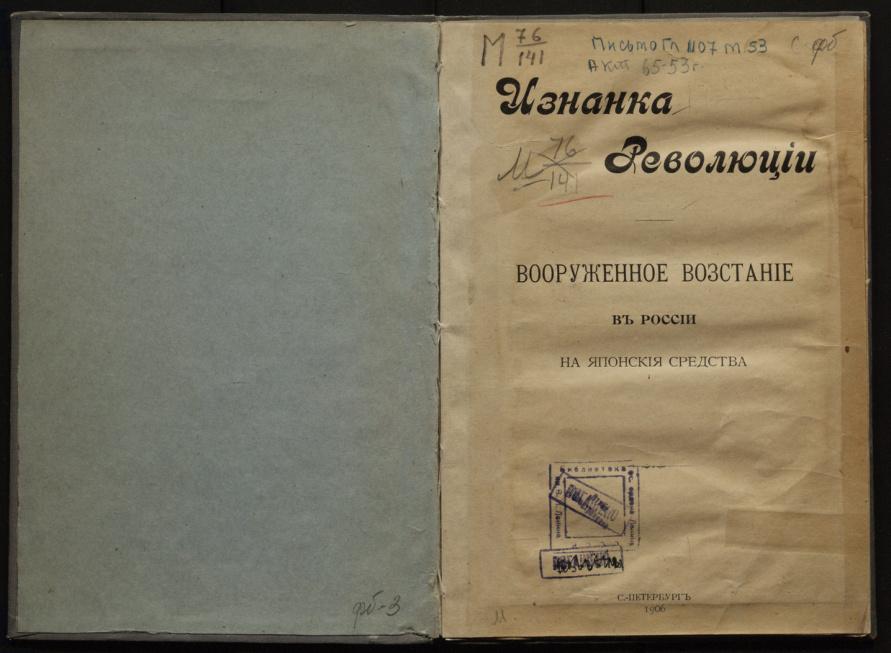 М 76/141
Письмо Гл 1107 М 53
Акт 65-53г.
Изнанка
Революціи
М 76/141
ВООРУЖЕННОЕ ВОЗСТАНІЕ
ВЪ РОССІИ
НА ЯПОНСКІЯ СРЕДСТВА
Библиотека
С.-ПЕТЕРБУРГЪ
1906
фб-3